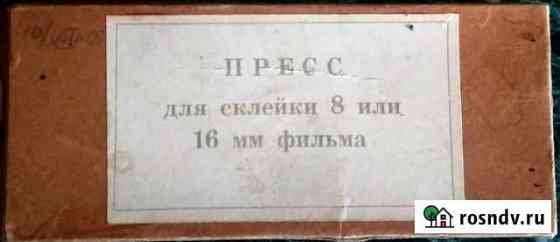 ПРЕСС
для склейки 8 или
16 мм фильма
rosndv.ru